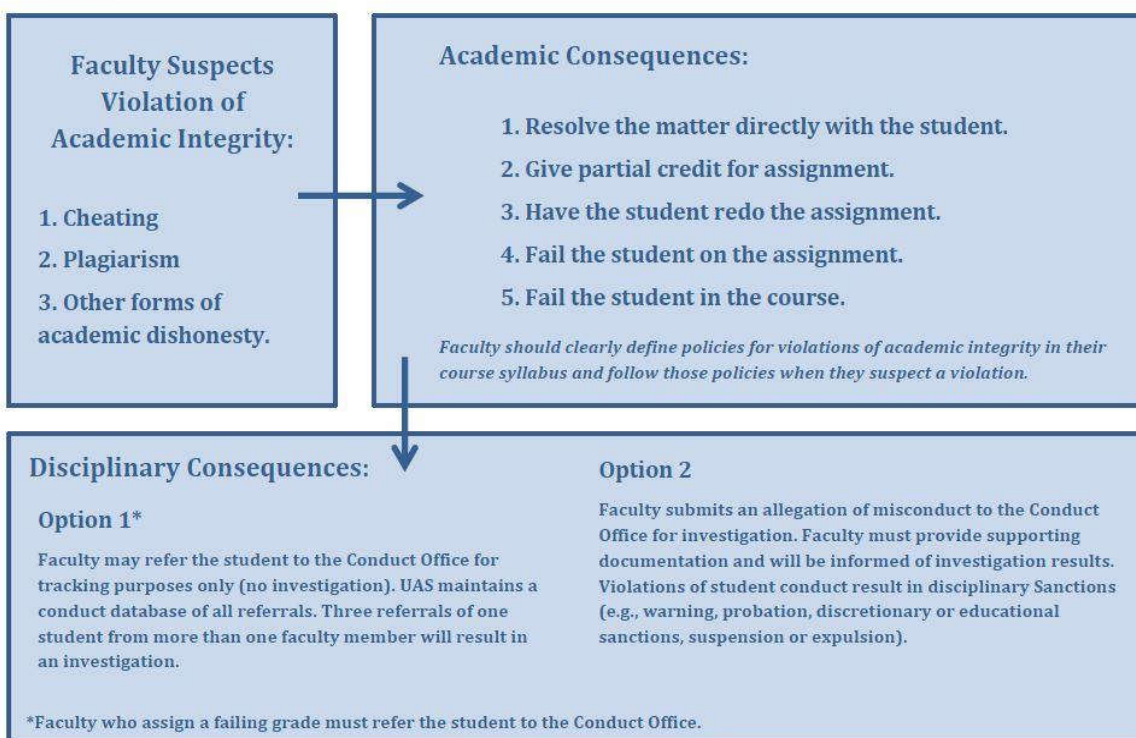 Faculty Suspects
Violation of
Academic Integrity:
1. Cheating
2. Plagiarism
3. Other forms of
academic dishonesty.
Academic Consequences:
1. Resolve the matter directly with the student.
2. Give partial credit for assignment.
3. Have the student redo the assignment.
4. Fail the student on the assignment.
5. Fail the student in the course.
Faculty should clearly define policies for violations of academic integrity in their
course syllabus and follow those policies when they suspect a violation.
Disciplinary Consequences:
Option 1*
Faculty may refer the student to the Conduct Office for
tracking purposes only (no investigation). UAS maintains a
conduct database of all referrals. Three referrals of one
student from more than one faculty member will result in
an investigation.
Option 2
Faculty submits an allegation of misconduct to the Conduct
Office for investigation. Faculty must provide supporting
documentation and will be informed of investigation results.
Violations of student conduct result in disciplinary Sanctions
(e.g., warning, probation, discretionary or educational
sanctions, suspension or expulsion).
*Faculty who assign a failing grade must refer the student to the Conduct Office.